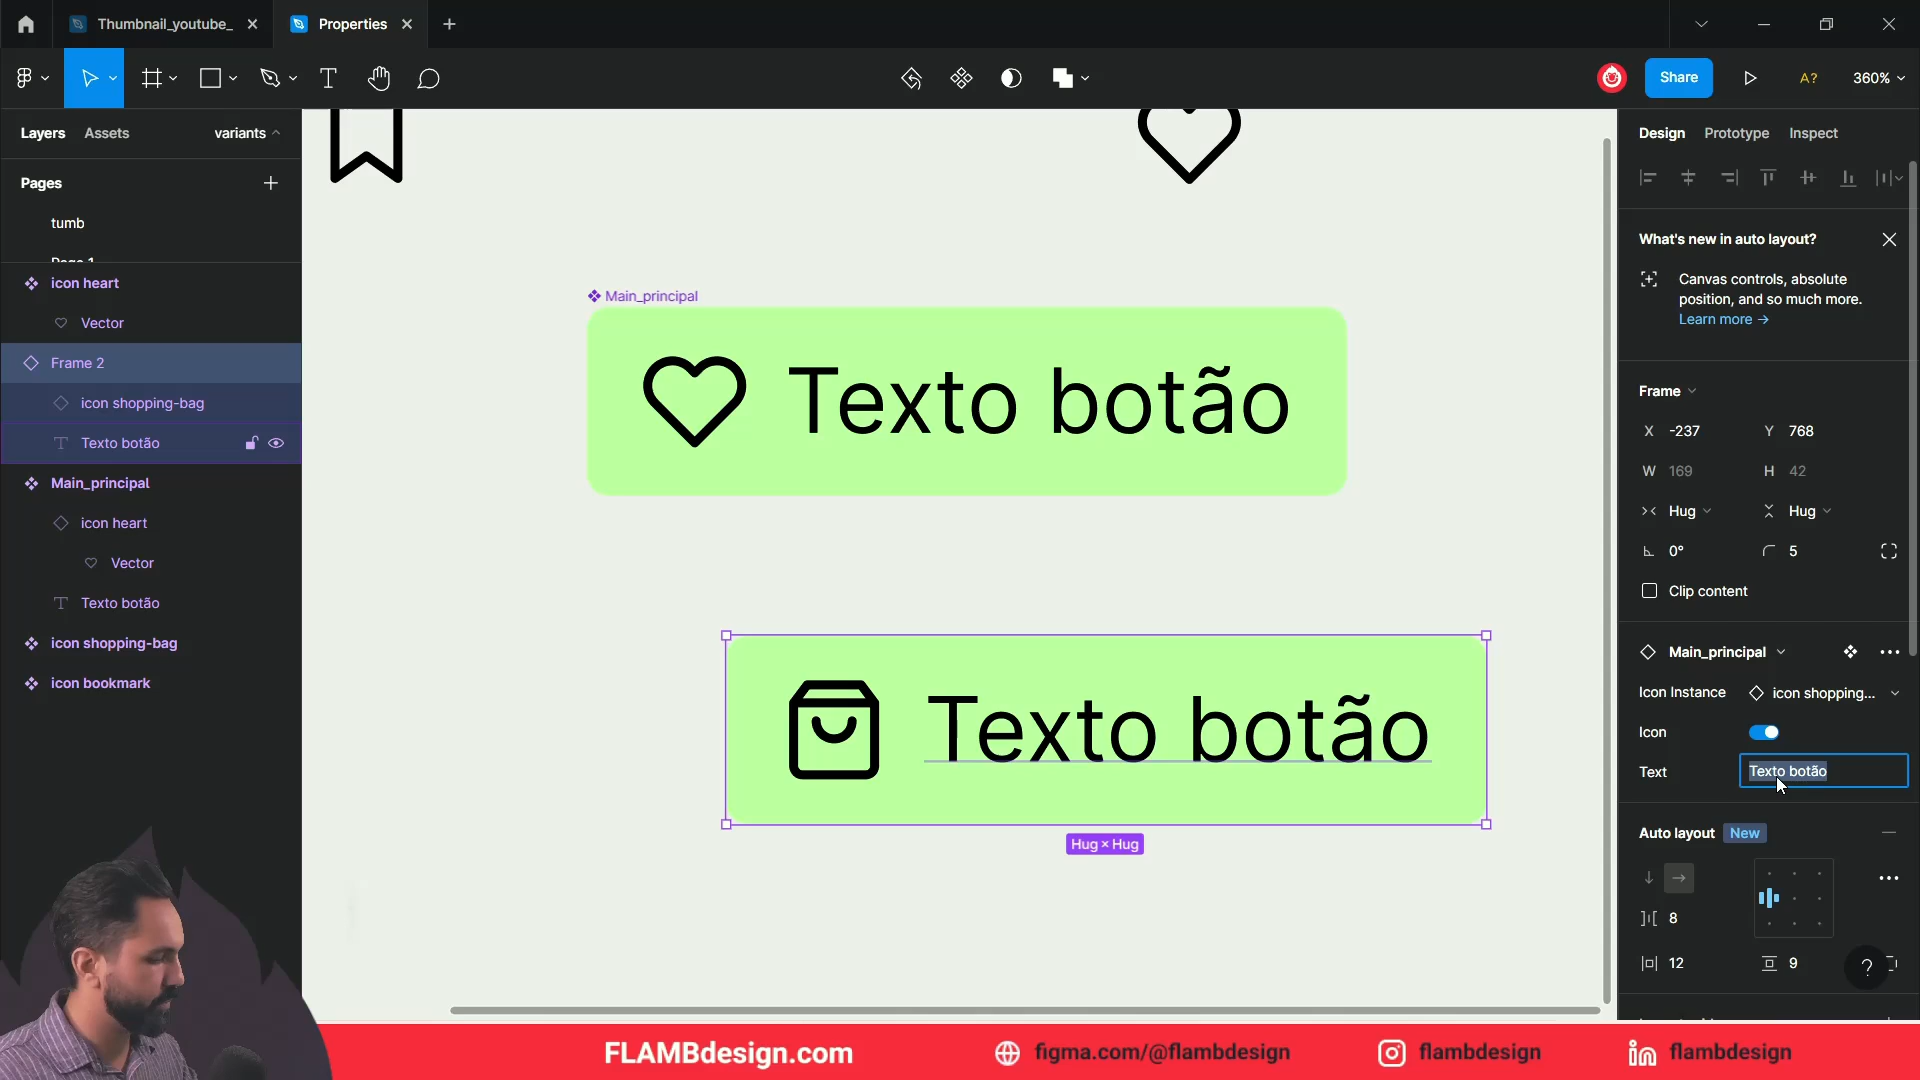 Thumbnail_youtube_
Properties
Share
A?
360%
Layers
Assets
variants
Pages
tumb
Page 1
icon heart
Vector
Frame 2
icon shopping-bag
Texto botão
Main_principal
icon heart
Vector
Texto botão
icon shopping-bag
icon bookmark
Main_principal
Texto botão
Texto botão
Hug × Hug
Design
Prototype
Inspect
What's new in auto layout?
Canvas controls, absolute
position, and so much more.
Learn more →
Frame
X -237
Y 768
W 169
H 42
Hug
Hug
0°
5
Clip content
Main_principal
Icon Instance
icon shopping...
Icon
Text
Texto botão
Auto layout
New
8
12
9
?
FLAMBdesign.com
figma.com/@flambdesign
flambdesign
flambdesign